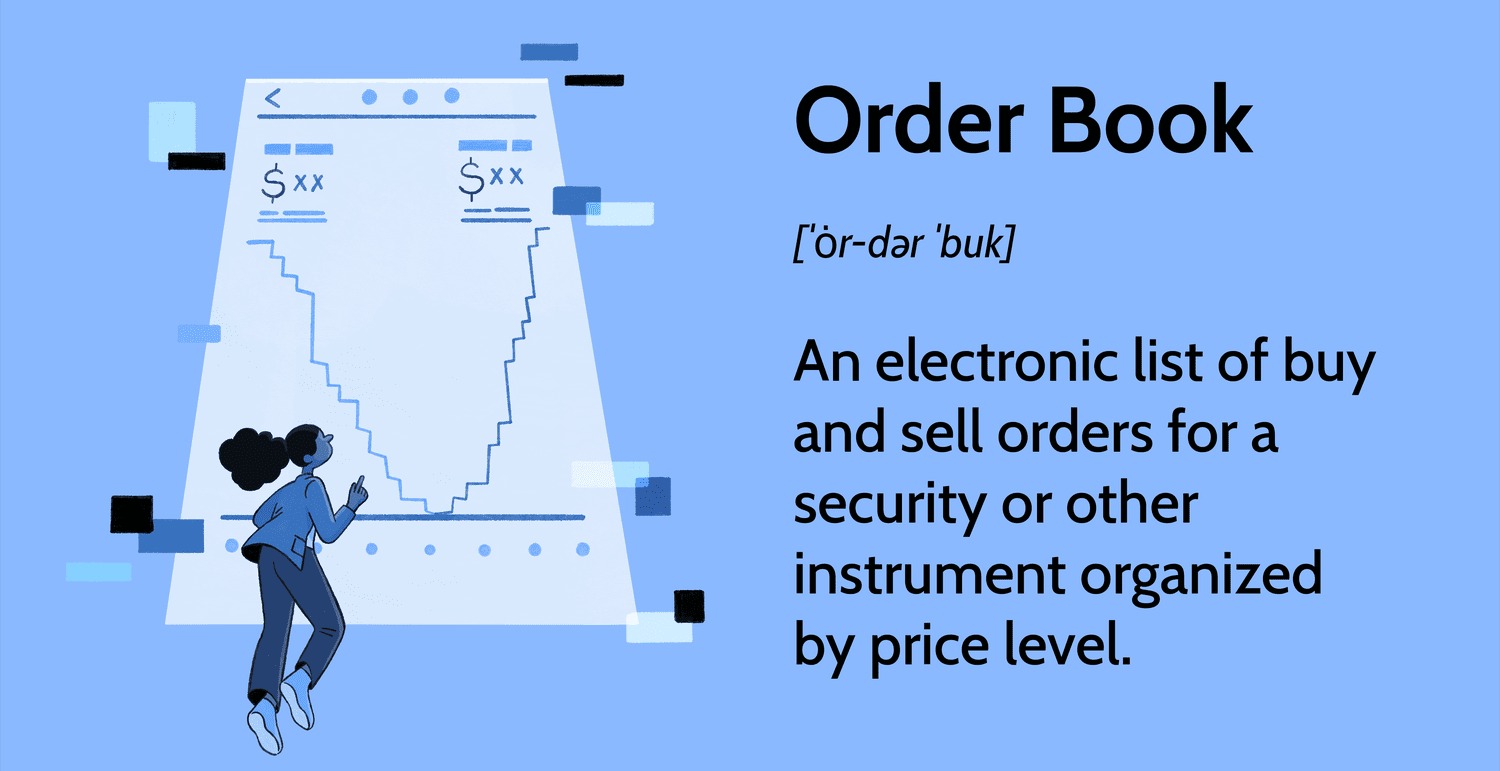 <
$xx
$xx
Order Book
[ˈȯr-dər ˈbuk]
An electronic list of buy
and sell orders for a
security or other
instrument organized
by price level.